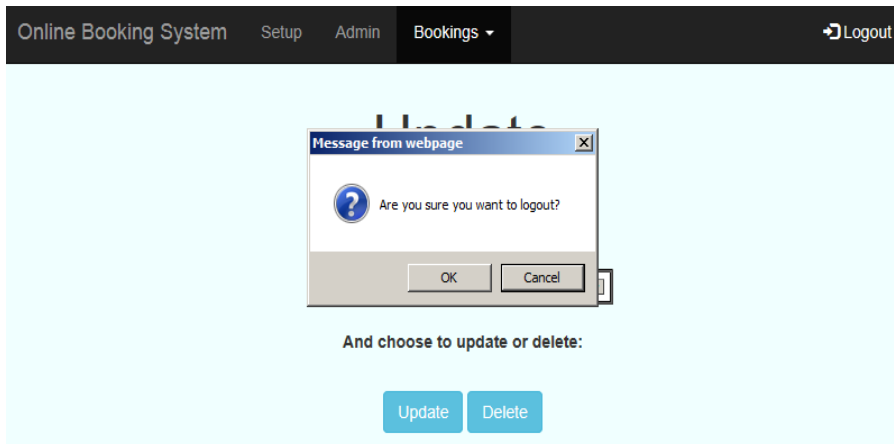 Online Booking System Setup Admin Bookings Logout
Update
Message from webpage
Are you sure you want to logout?
OK Cancel
And choose to update or delete:
Update Delete